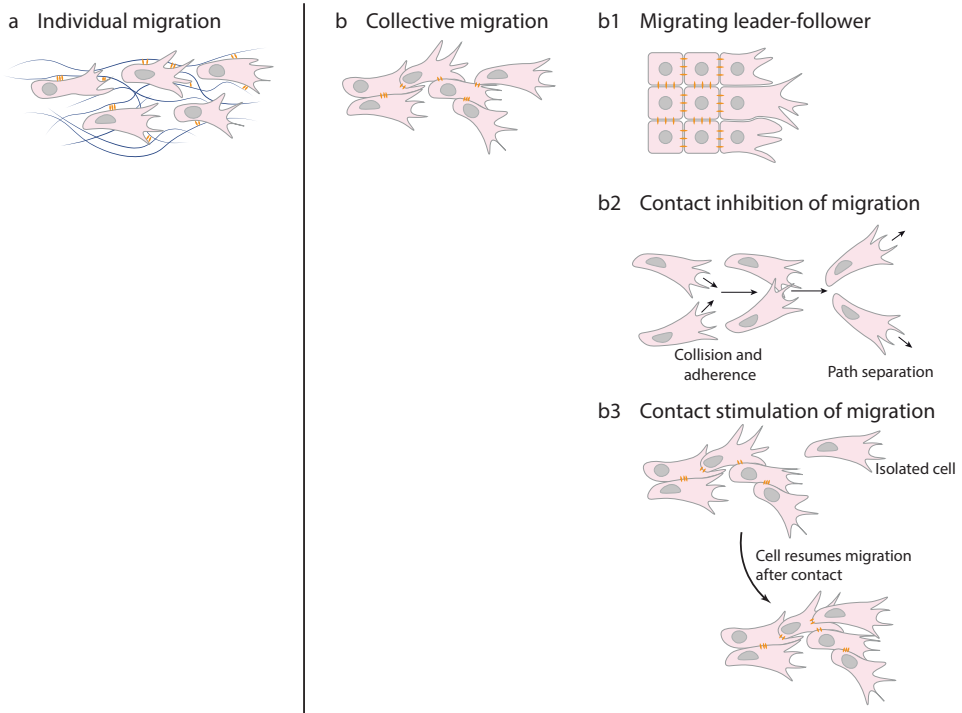 a Individual migration
b Collective migration
b1 Migrating leader-follower
b2 Contact inhibition of migration
Collision and
adherence
Path separation
b3 Contact stimulation of migration
Isolated cell
Cell resumes migration
after contact